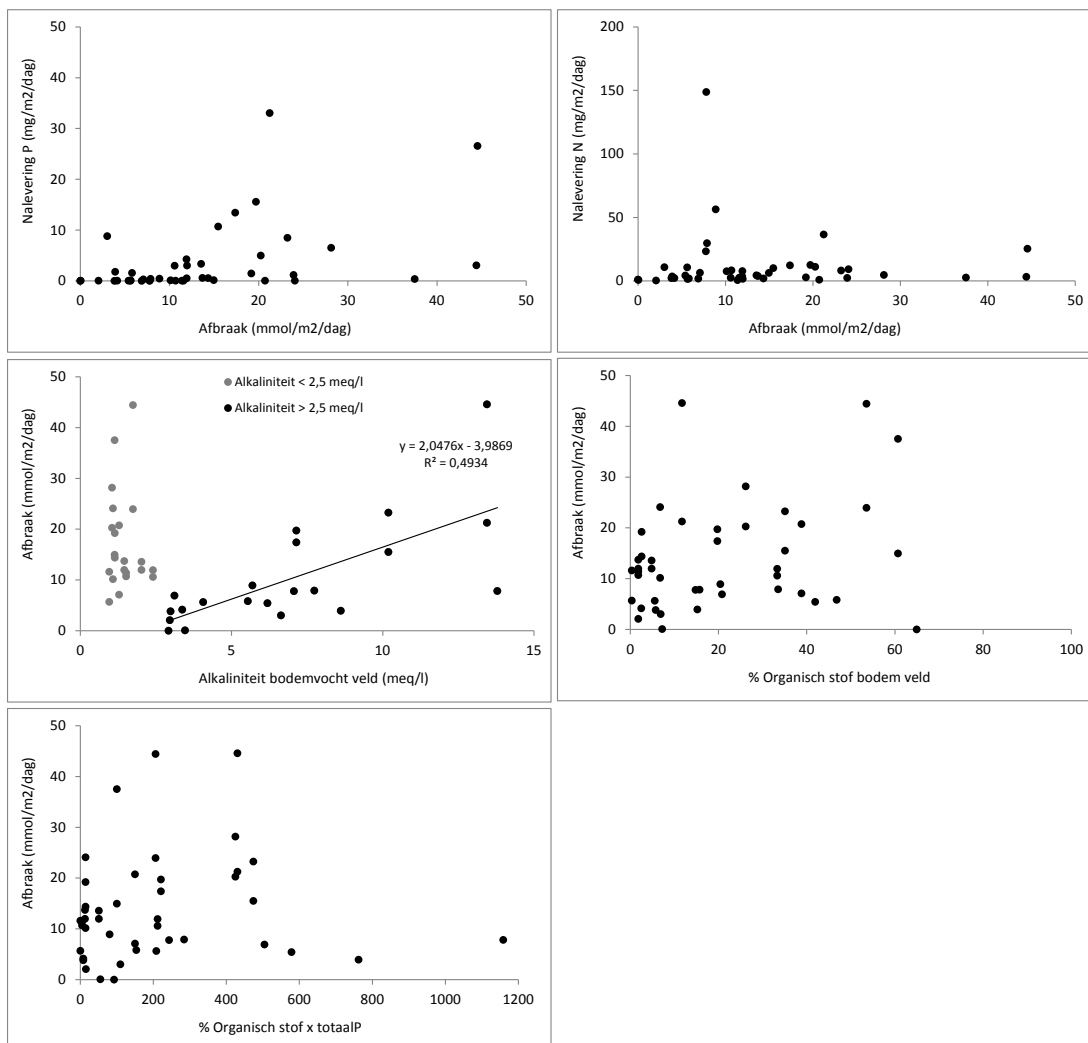 50
40
30
20
10
0
Nalevering P (mg/m2/dag)
0 10 20 30 40 50
Afbraak (mmol/m2/dag)
200
150
100
50
0
Nalevering N (mg/m2/dag)
0 10 20 30 40 50
Afbraak (mmol/m2/dag)
50
40
30
20
10
0
Afbraak (mmol/m2/dag)
Alkaliniteit < 2,5 meq/l
Alkaliniteit > 2,5 meq/l
y = 2,0476x - 3,9869
R² = 0,4934
0 5 10 15
Alkaliniteit bodemvocht veld (meq/l)
50
40
30
20
10
0
Afbraak (mmol/m2/dag)
0 20 40 60 80 100
% Organisch stof bodem veld
50
40
30
20
10
0
Afbraak (mmol/m2/dag)
0 200 400 600 800 1000 1200
% Organisch stof x totaalP